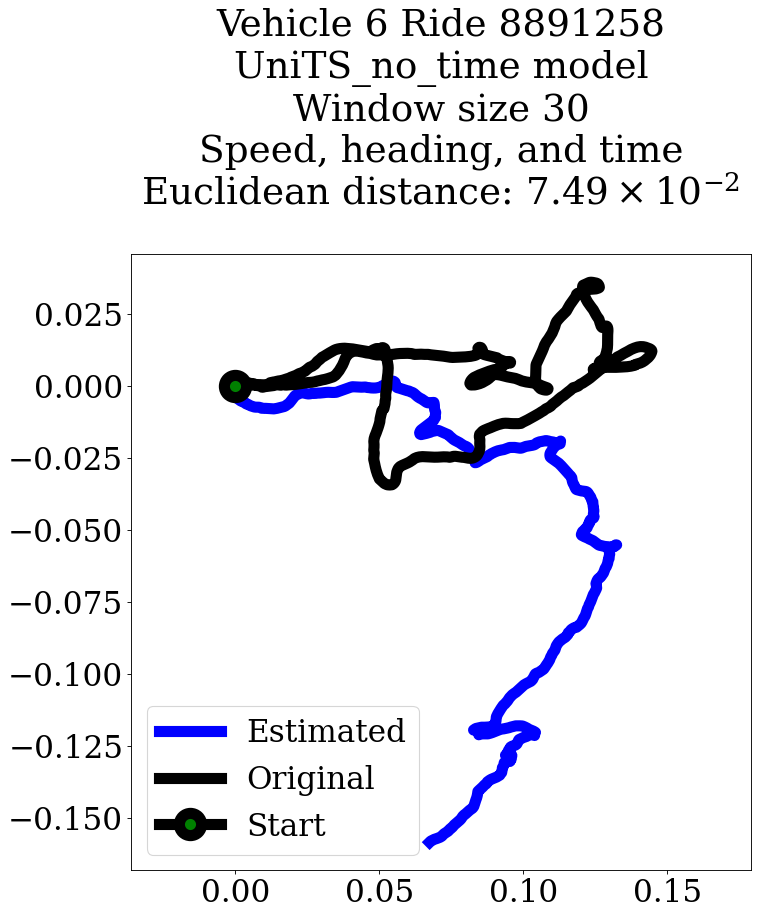 Vehicle 6 Ride 8891258
UniTS_no_time model
Window size 30
Speed, heading, and time
Euclidean distance: 7.49 × 10⁻²
0.025
0.000
−0.025
−0.050
−0.075
−0.100
−0.125
−0.150
Estimated
Original
Start
0.00 0.05 0.10 0.15